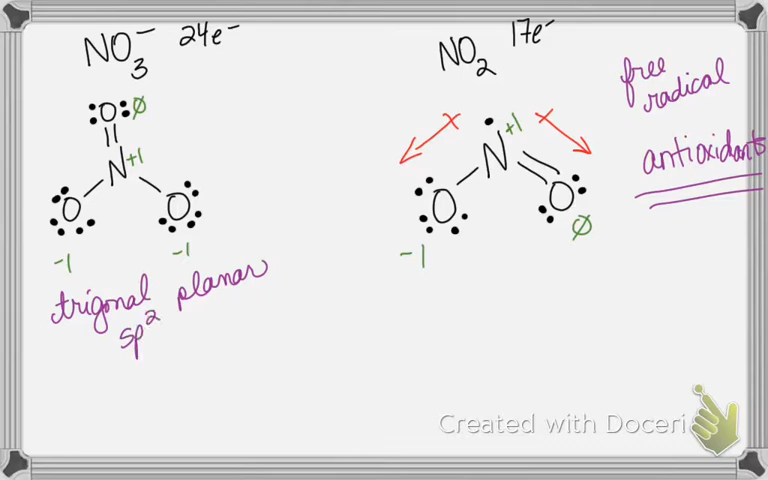 NO₃⁻ 24e⁻
NO₂ 17e⁻
free
radical
antioxidants
O Ø
N +1
O O
-1 -1
trigonal planar
sp²
N +1
O O
-1 Ø
Created with Doceri